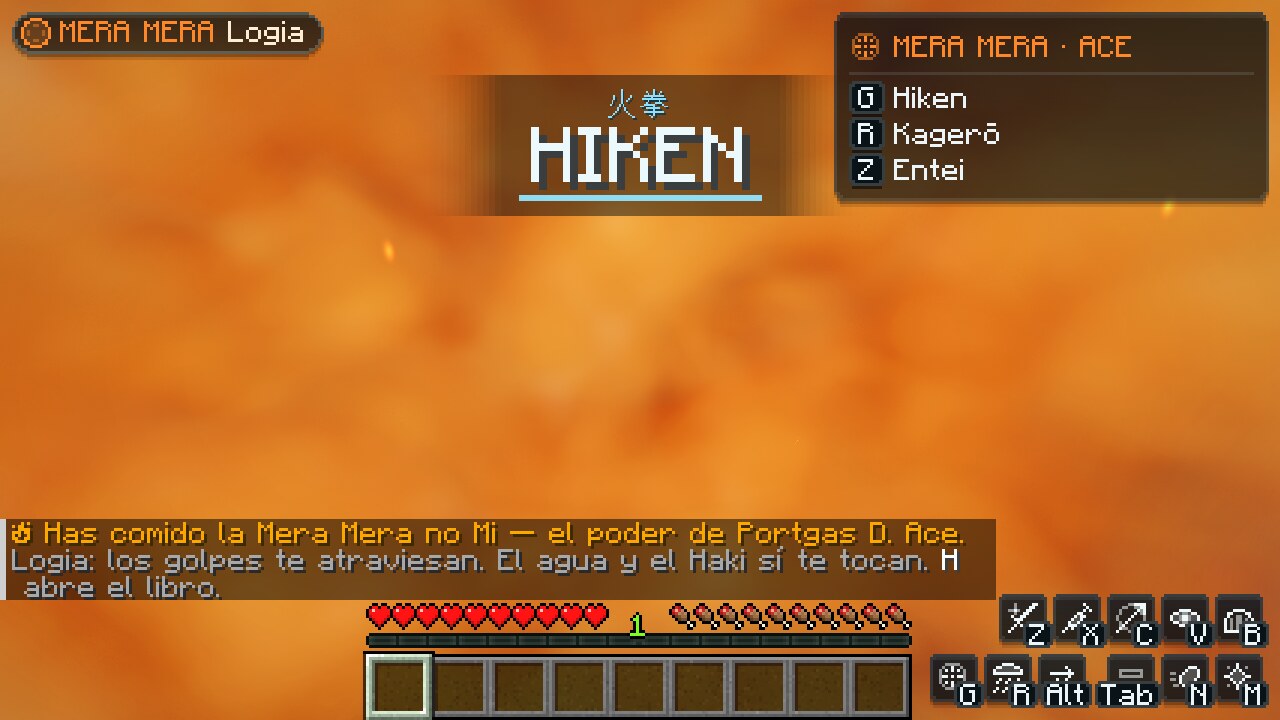 MERA MERA Logia
MERA MERA · ACE
G Hiken
R Kagerō
Z Entei
火拳
HIKEN
Has comido la Mera Mera no Mi — el poder de Portgas D. Ace.
Logia: los golpes te atraviesan. El agua y el Haki sí te tocan. H
abre el libro.
1
Z X C V B
G R Alt Tab N M